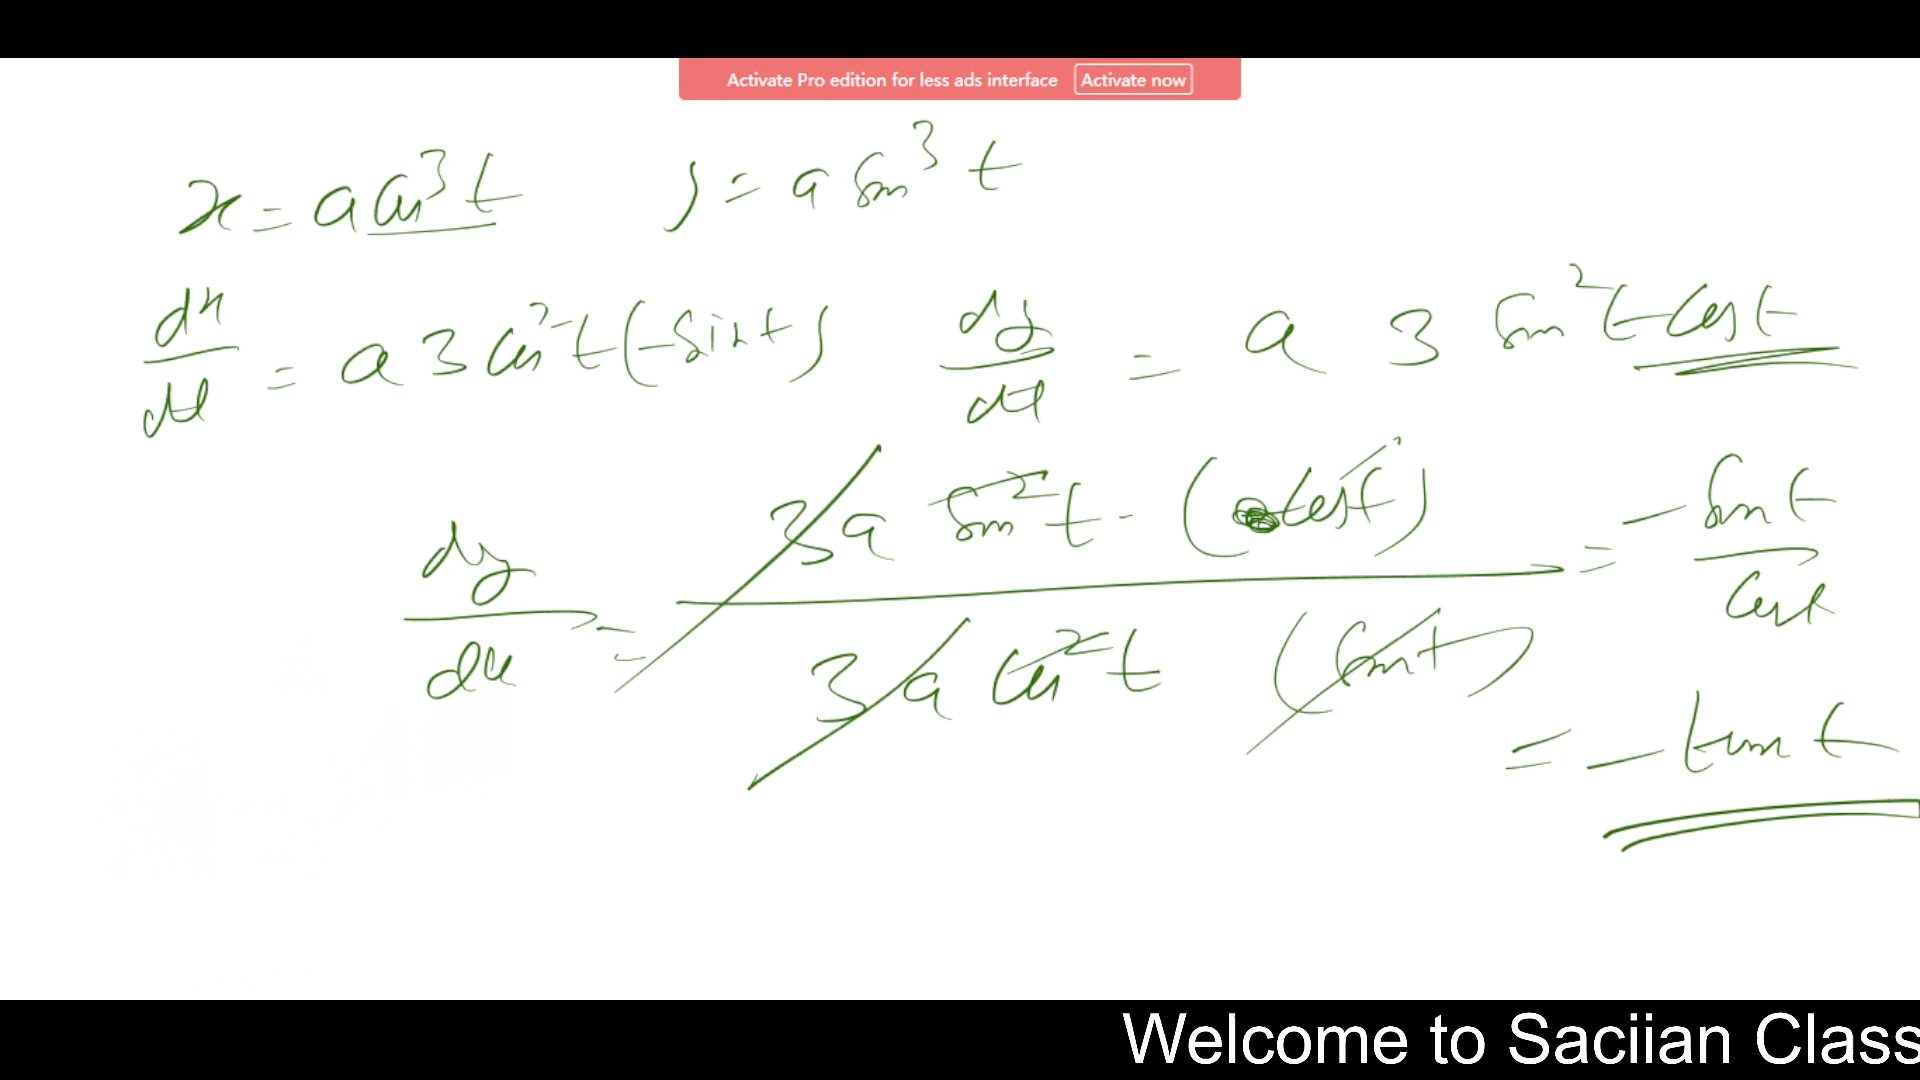 Activate Pro edition for less ads interface Activate now
x = a cos³ t y = a sin³ t
dx/dt = a 3 cos² t (-sin t) dy/dt = a 3 sin² t cos t
dy/dx = 3a sin² t · (cos t) / 3a cos² t (sin t) = - sin t / cos t
= - tan t
Welcome to Saciian Class